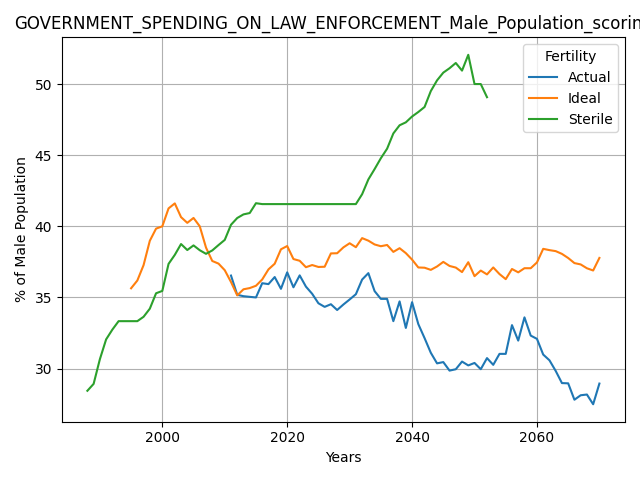 GOVERNMENT_SPENDING_ON_LAW_ENFORCEMENT_Male_Population_scorin
Fertility
Actual
Ideal
Sterile
% of Male Population
50
45
40
35
30
2000
2020
2040
2060
Years